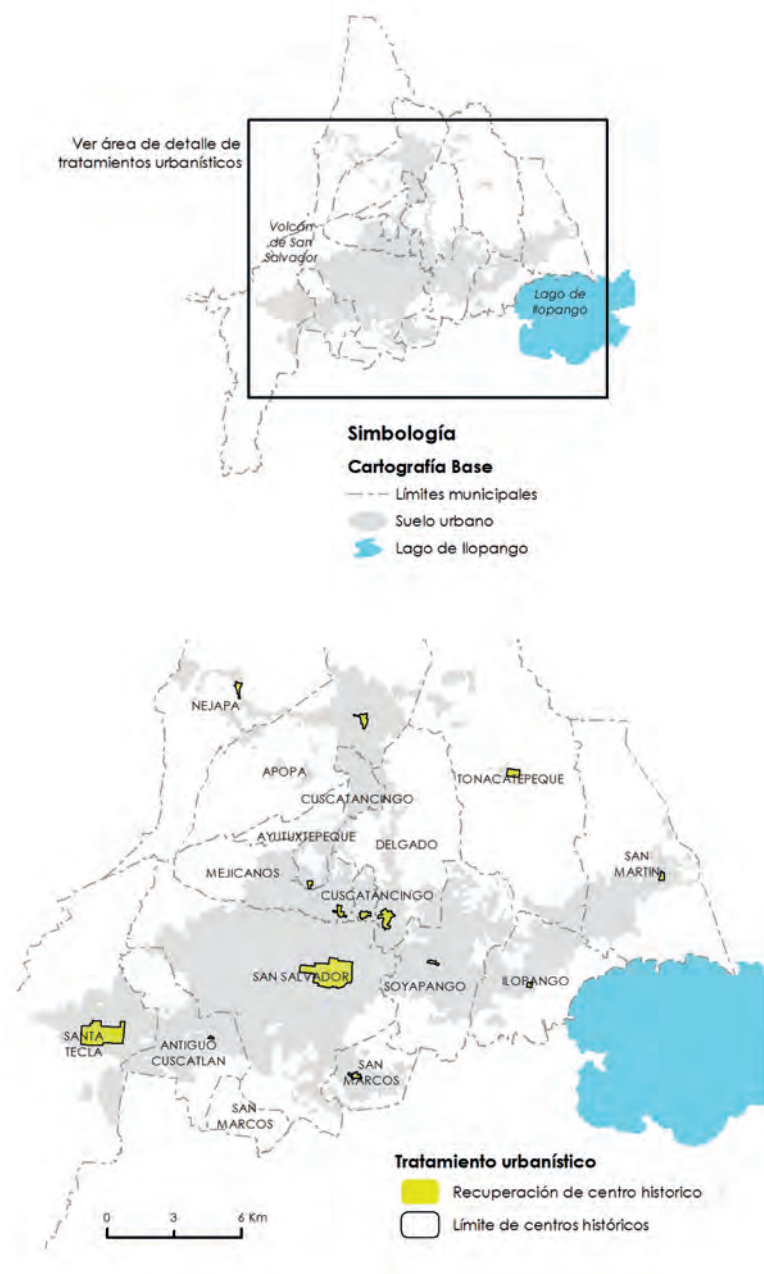 Ver área de detalle de
tratamientos urbanísticos
Volcán
de San
Salvador
Lago de
Ilopango
Simbología
Cartografía Base
Límites municipales
Suelo urbano
Lago de Ilopango
NEJAPA
APOPA
TONACATEPEQUE
CUSCATANCINGO
AYUTUXTEPEQUE
DELGADO
MEJICANOS
SAN
MARTIN
CUSCATANCINGO
SAN SALVADOR
SOYAPANGO
ILOPANGO
SANTA
TECLA
ANTIGUO
CUSCATLAN
SAN
MARCOS
SAN
MARCOS
Tratamiento urbanístico
Recuperación de centro historico
Límite de centros históricos
0 3 6 Km